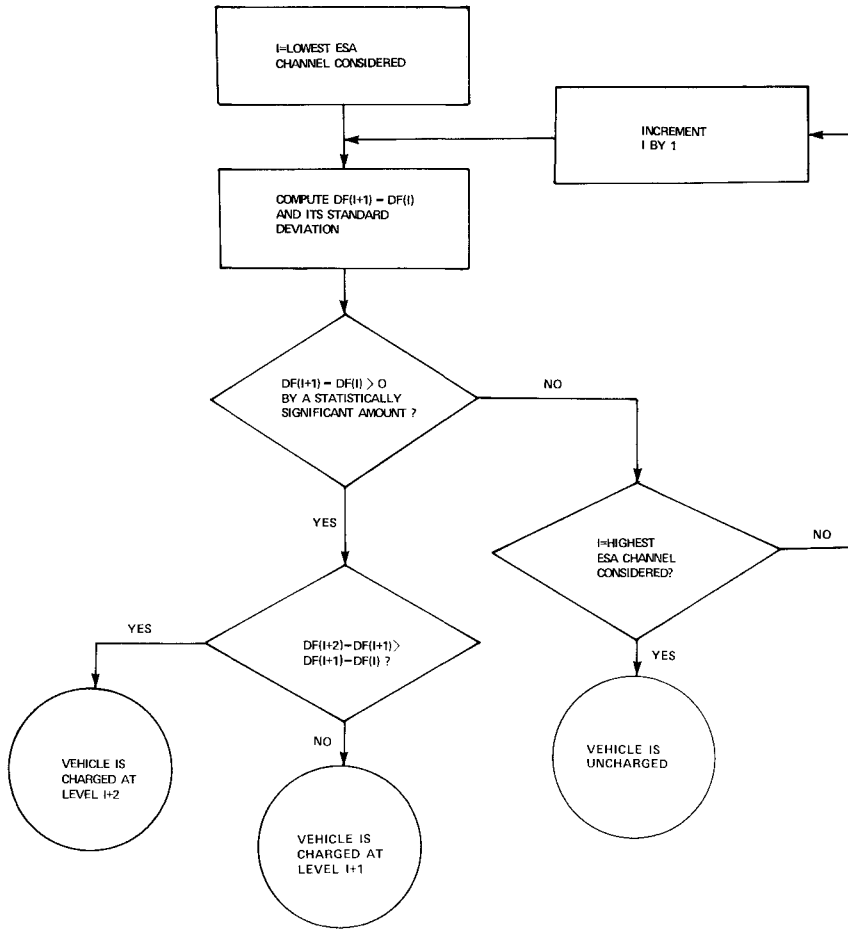 I=LOWEST ESA
CHANNEL CONSIDERED
INCREMENT
I BY 1
COMPUTE DF(I+1) – DF(I)
AND ITS STANDARD
DEVIATION
DF(I+1) – DF(I) > O
BY A STATISTICALLY
SIGNIFICANT AMOUNT ?
NO
YES
I=HIGHEST
ESA CHANNEL
CONSIDERED?
NO
YES
DF(I+2)–DF(I+1)>
DF(I+1)–DF(I) ?
YES
NO
VEHICLE IS
CHARGED AT
LEVEL I+2
VEHICLE IS
CHARGED AT
LEVEL I+1
VEHICLE IS
UNCHARGED